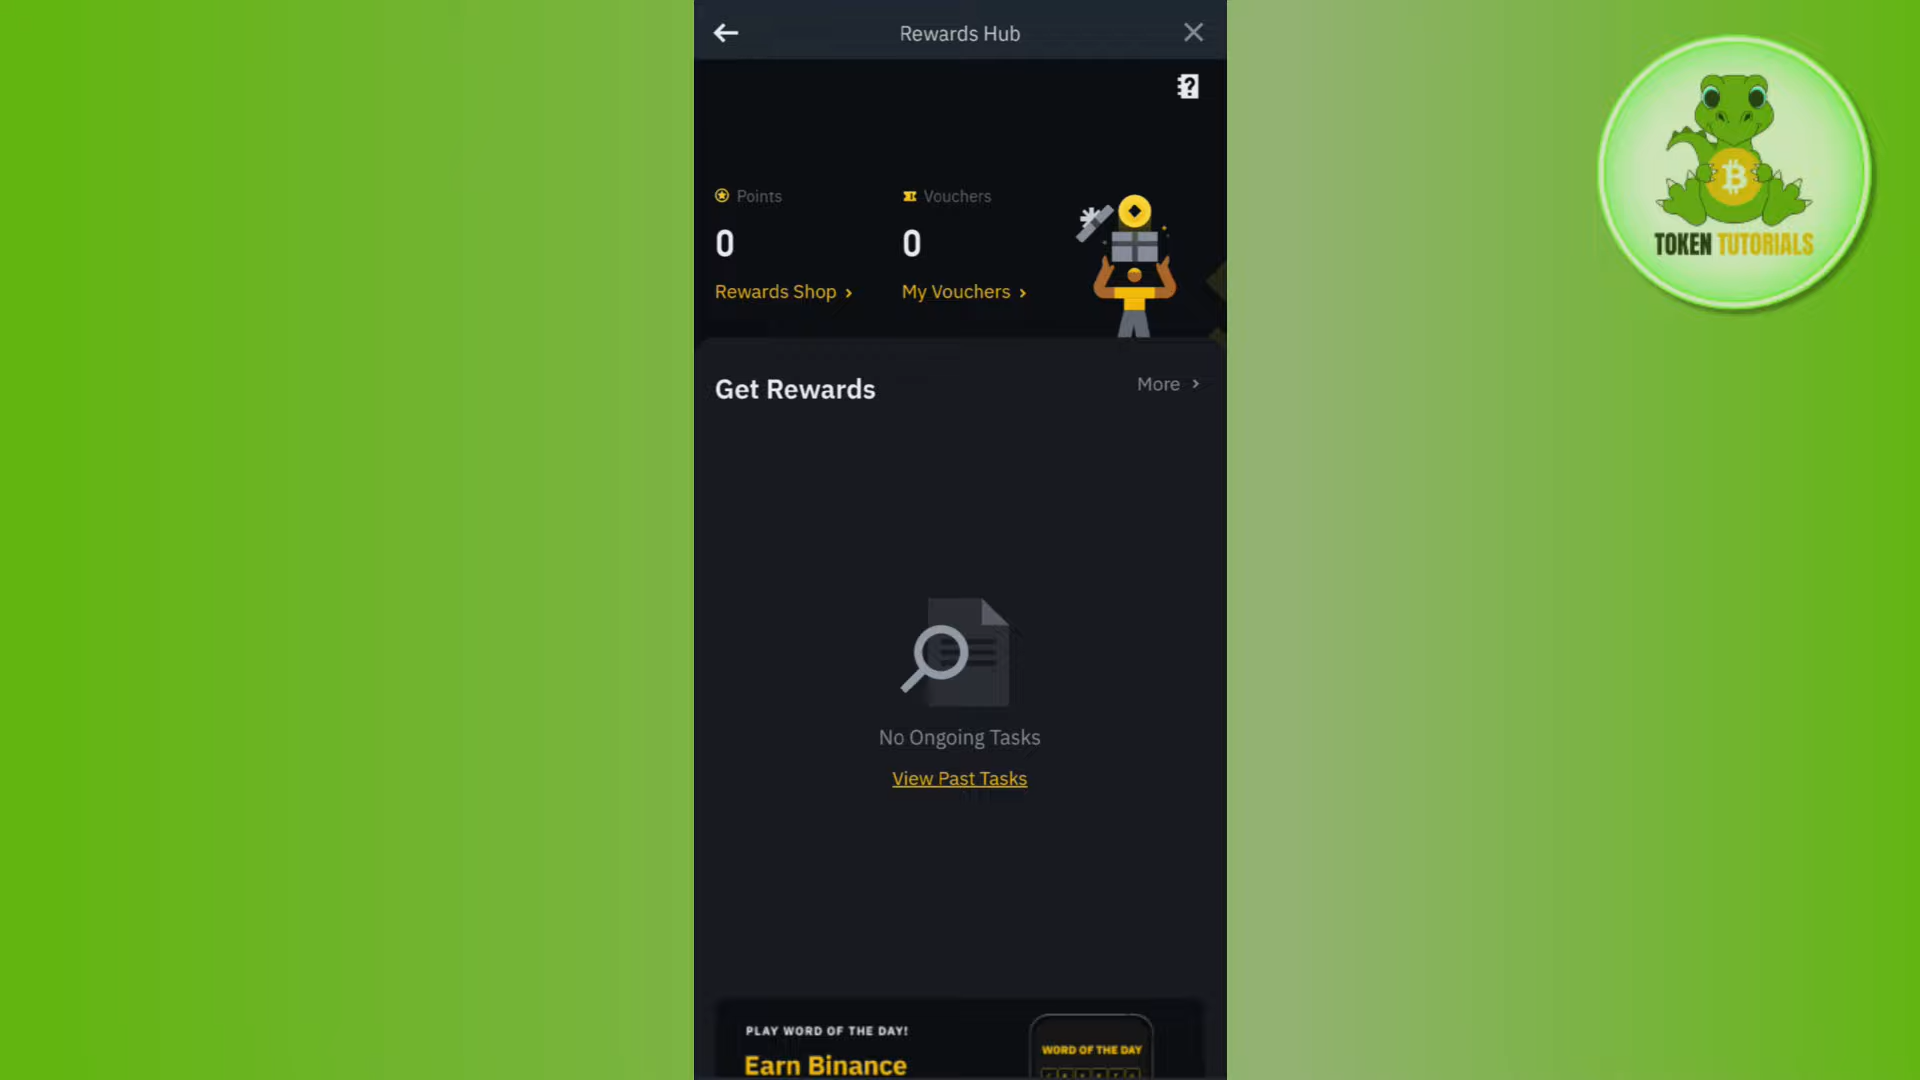 Rewards Hub
Points
Vouchers
0
0
Rewards Shop
My Vouchers
Get Rewards
More
No Ongoing Tasks
View Past Tasks
PLAY WORD OF THE DAY!
Earn Binance
WORD OF THE DAY
TOKEN TUTORIALS